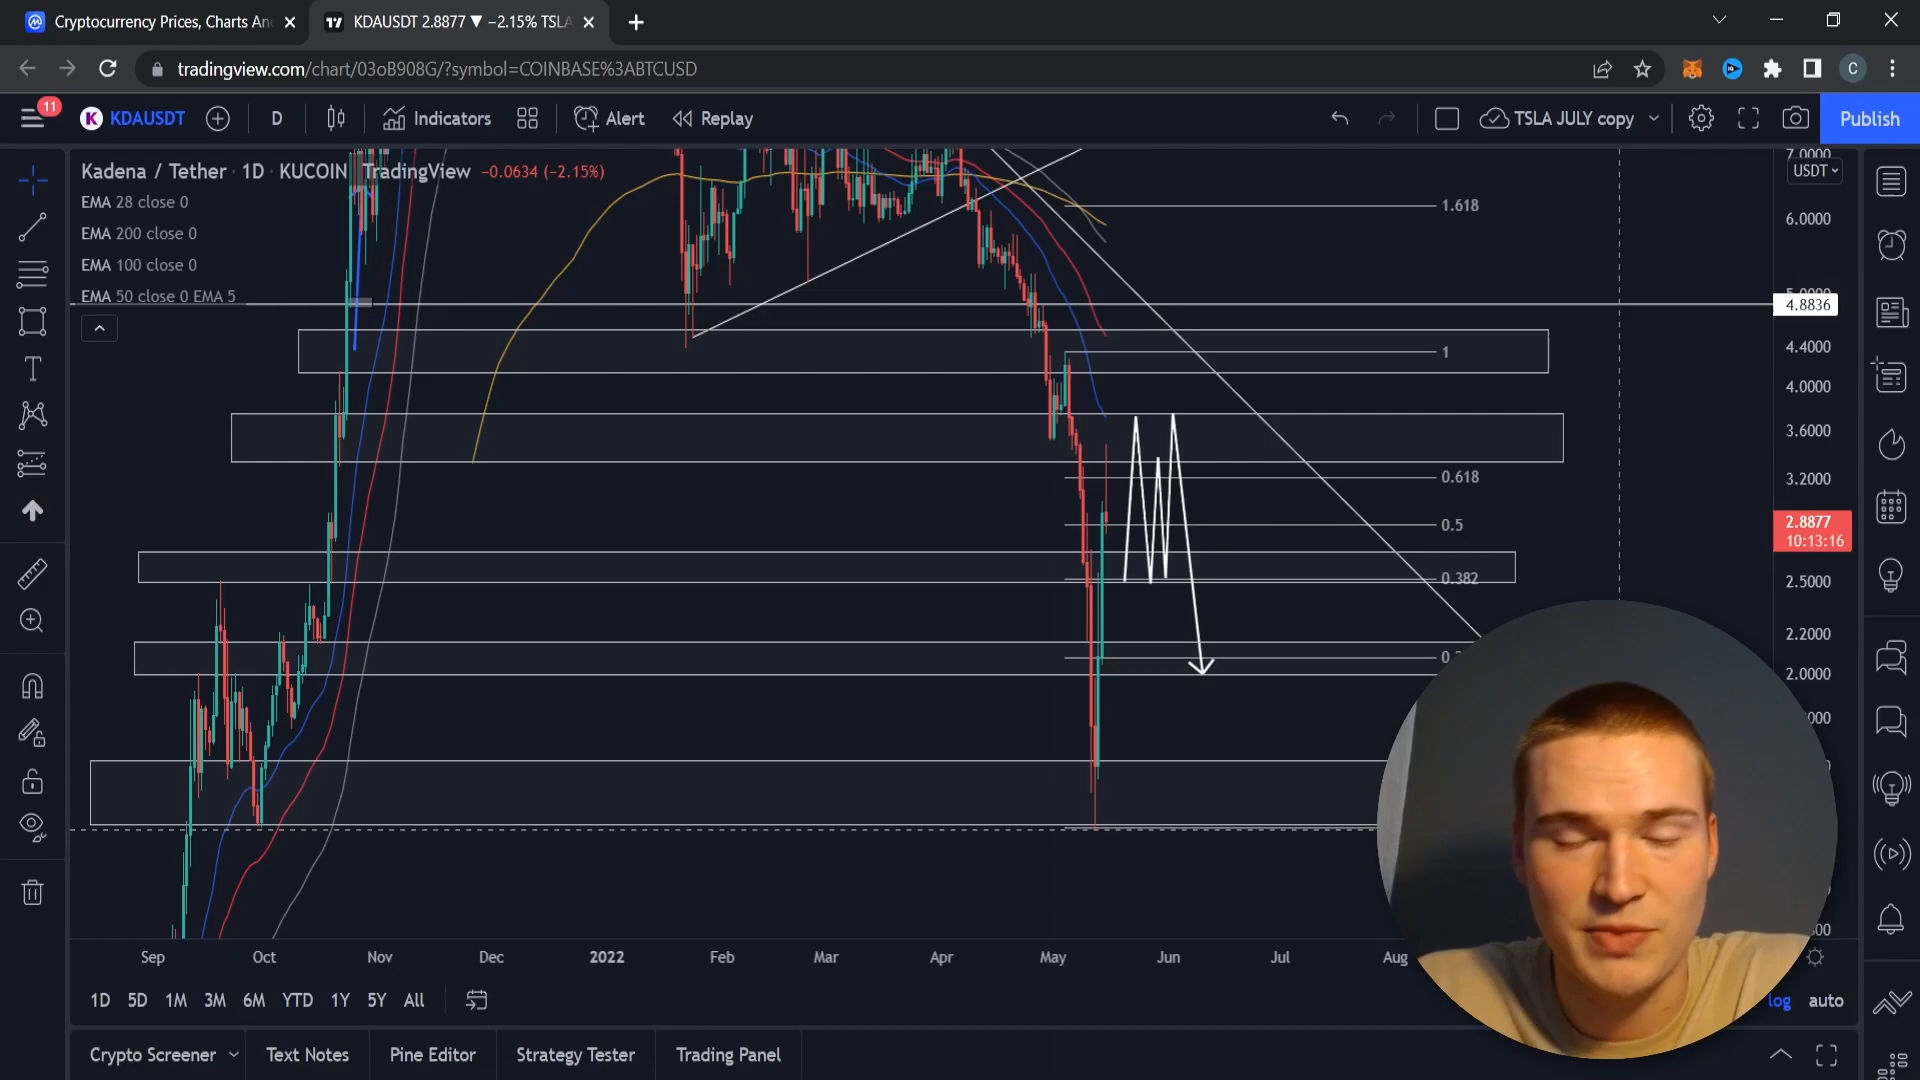 Cryptocurrency Prices, Charts An
KDAUSDT 2.8877 ▼ −2.15% TSLA
tradingview.com/chart/03oB908G/?symbol=COINBASE%3ABTCUSD
C
11
KDAUSDT
D
Indicators
Alert
Replay
TSLA JULY copy
Publish
Kadena / Tether · 1D · KUCOIN TradingView −0.0634 (−2.15%)
EMA 28 close 0
EMA 200 close 0
EMA 100 close 0
EMA 50 close 0 EMA 5
7.0000
USDT
1.618
6.0000
5.0000
4.8836
1
4.4000
4.0000
3.6000
0.618
3.2000
0.5
2.8877
10:13:16
0.382
2.5000
2.2000
2.0000
Sep
Oct
Nov
Dec
2022
Feb
Mar
Apr
May
Jun
Jul
Aug
1D 5D 1M 3M 6M YTD 1Y 5Y All
log auto
Crypto Screener
Text Notes
Pine Editor
Strategy Tester
Trading Panel